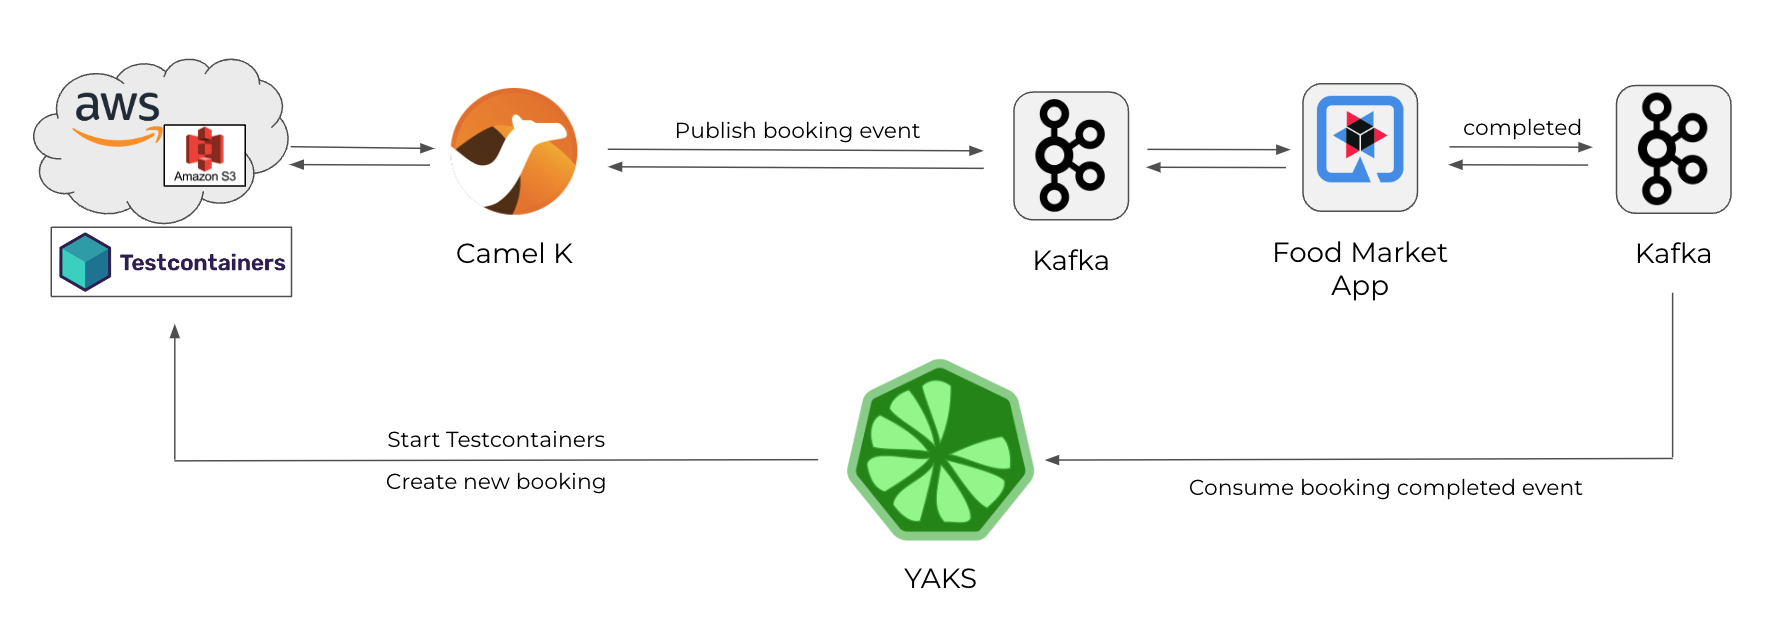 aws
Amazon S3
Testcontainers
Camel K
Publish booking event
Kafka
Food Market
App
completed
Kafka
Start Testcontainers
Create new booking
YAKS
Consume booking completed event